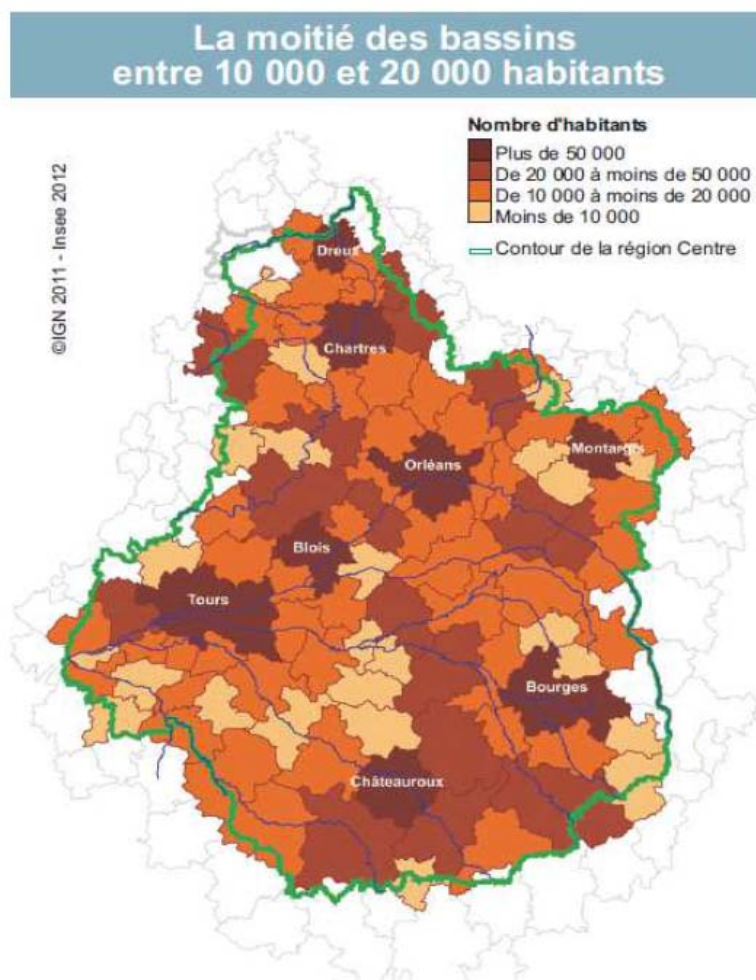 La moitié des bassins
entre 10 000 et 20 000 habitants
©IGN 2011 - Insee 2012
Nombre d'habitants
Plus de 50 000
De 20 000 à moins de 50 000
De 10 000 à moins de 20 000
Moins de 10 000
Contour de la région Centre
Dreux
Chartres
Montargis
Orléans
Blois
Tours
Bourges
Châteauroux